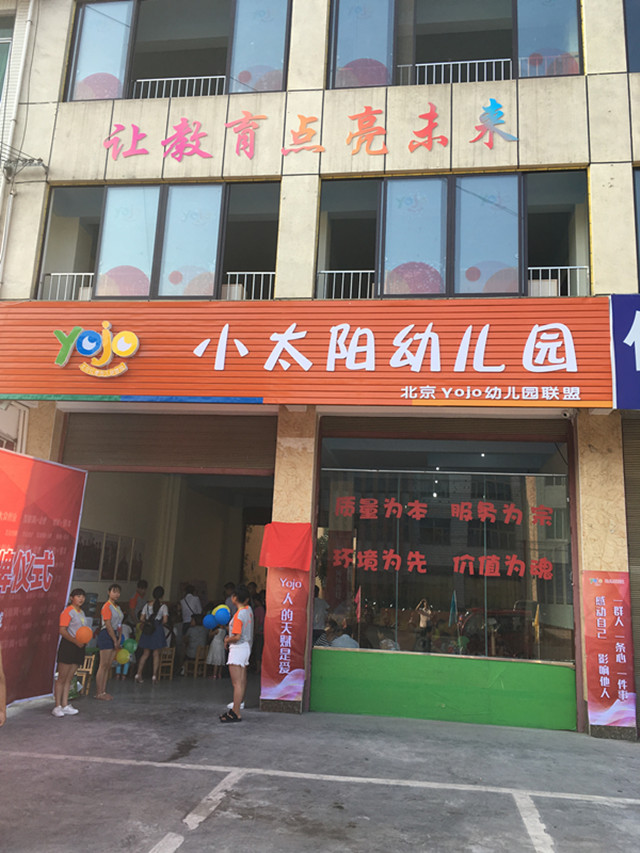 让教育点亮未来
yojo
小太阳幼儿园
北京Yojo幼儿园联盟
质量为本 服务为宗
环境为先 价值为魂
牌仪式
Yojo
人的天赋是爱
yojo
一群人 一条心 一件事
感动自己 影响他人